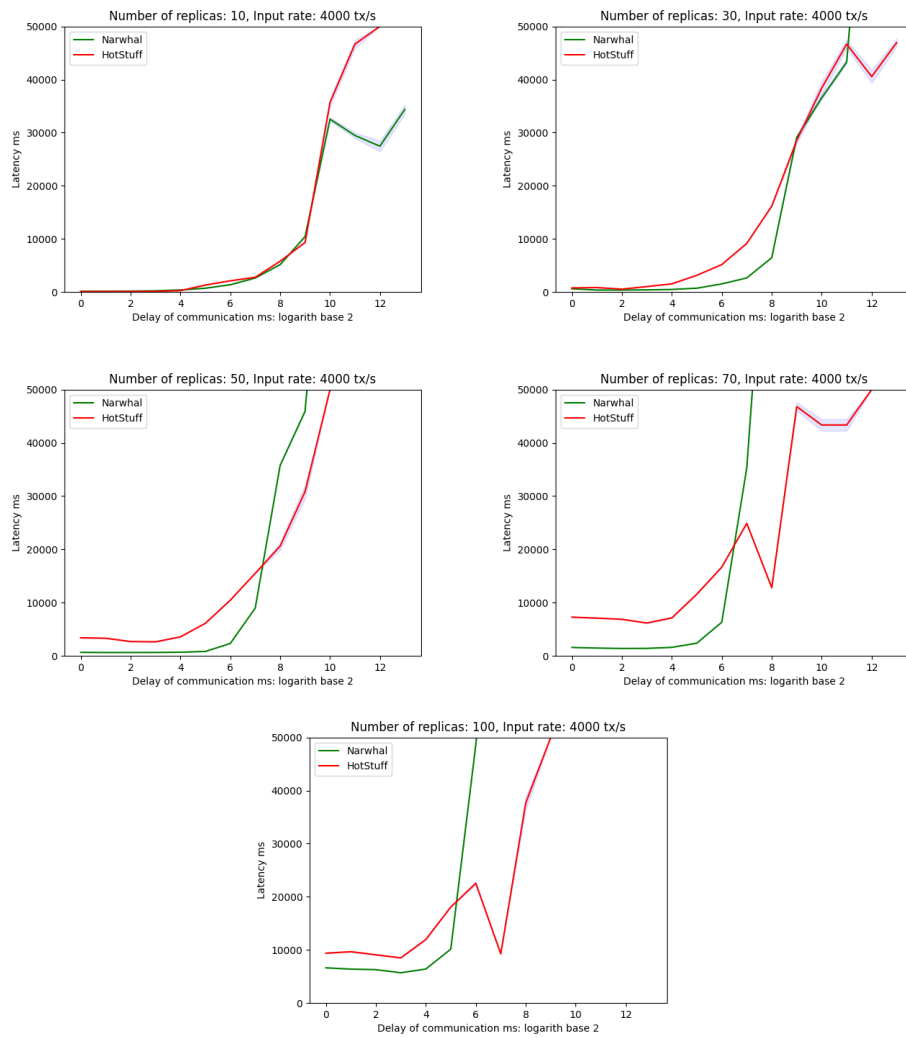 Number of replicas: 10, Input rate: 4000 tx/s
Narwhal
HotStuff
Latency ms
50000
40000
30000
20000
10000
0
0 2 4 6 8 10 12
Delay of communication ms: logarith base 2
Number of replicas: 30, Input rate: 4000 tx/s
Narwhal
HotStuff
Latency ms
50000
40000
30000
20000
10000
0
0 2 4 6 8 10 12
Delay of communication ms: logarith base 2
Number of replicas: 50, Input rate: 4000 tx/s
Narwhal
HotStuff
Latency ms
50000
40000
30000
20000
10000
0
0 2 4 6 8 10 12
Delay of communication ms: logarith base 2
Number of replicas: 70, Input rate: 4000 tx/s
Narwhal
HotStuff
Latency ms
50000
40000
30000
20000
10000
0
0 2 4 6 8 10 12
Delay of communication ms: logarith base 2
Number of replicas: 100, Input rate: 4000 tx/s
Narwhal
HotStuff
Latency ms
50000
40000
30000
20000
10000
0
0 2 4 6 8 10 12
Delay of communication ms: logarith base 2